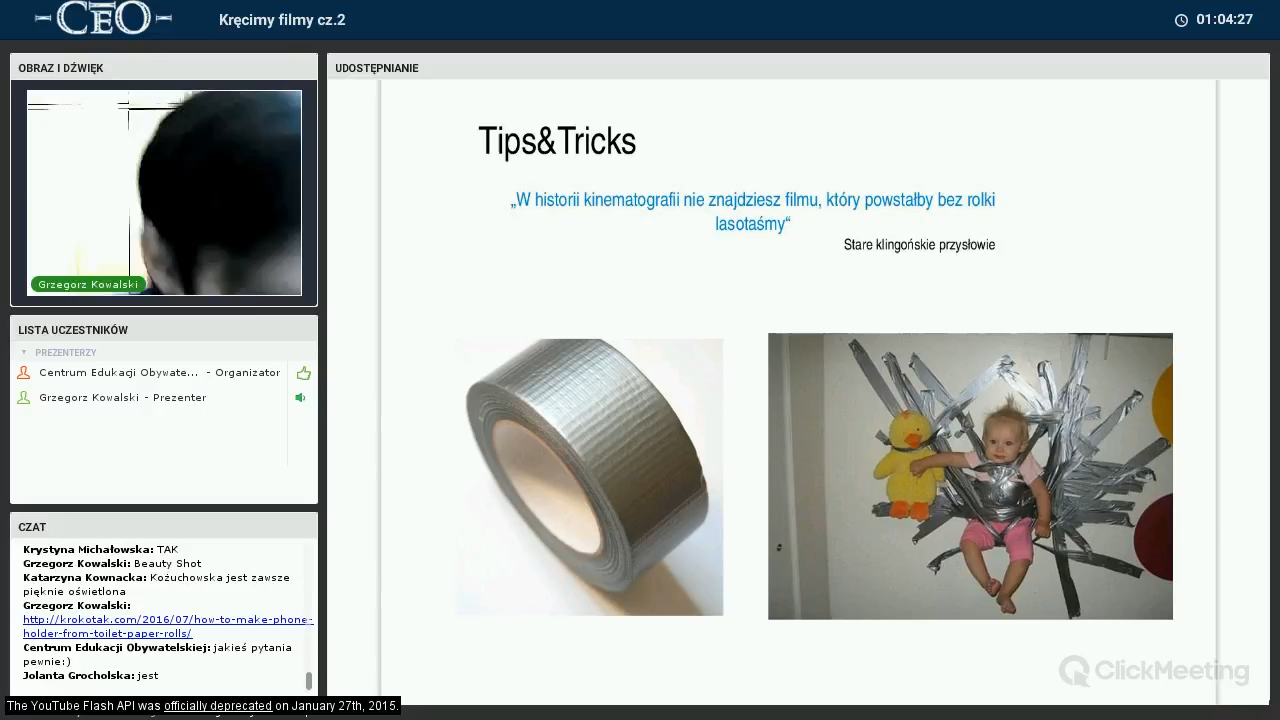 CEO
Kręcimy filmy cz.2
01:04:27
OBRAZ I DŹWIĘK
Grzegorz Kowalski
LISTA UCZESTNIKÓW
PREZENTERZY
Centrum Edukacji Obywate... - Organizator
Grzegorz Kowalski - Prezenter
CZAT
Krystyna Michałowska: TAK
Grzegorz Kowalski: Beauty Shot
Katarzyna Kownacka: Kożuchowska jest zawsze
pięknie oświetlona
Grzegorz Kowalski:
http://krokotak.com/2016/07/how-to-make-phone-
holder-from-toilet-paper-rolls/
Centrum Edukacji Obywatelskiej: jakieś pytania
pewnie:)
Jolanta Grocholska: jest
The YouTube Flash API was officially deprecated on January 27th, 2015.
UDOSTĘPNIANIE
Tips&Tricks
„W historii kinematografii nie znajdziesz filmu, który powstałby bez rolki
lasotaśmy“
Stare klingońskie przysłowie
ClickMeeting